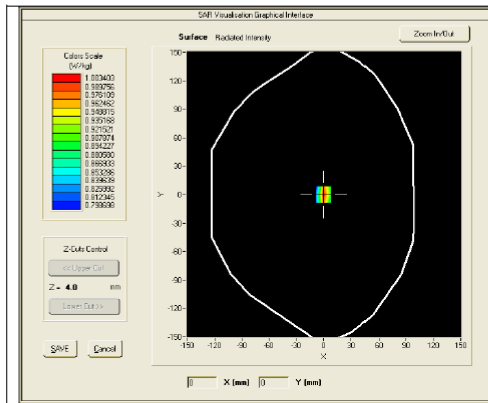 SAR Visualisation Graphical Interface
Surface Radiated Intensity
Zoom In/Out
Colors Scale
(W/Kg)
1.003403
0.989756
0.976109
0.962462
0.948815
0.935168
0.921521
0.907874
0.894227
0.880580
0.866933
0.853286
0.839639
0.825992
0.812345
0.798698
Z-Cuts Control
<< Upper Cut
Z = 4.0 mm
Lower Cut >>
SAVE Cancel
150
120
90
60
30
0
-30
-60
-90
-120
-150
Y
-150 -120 -90 -60 -30 0 30 60 90 120 150
X
0 X (mm) 0 Y (mm)